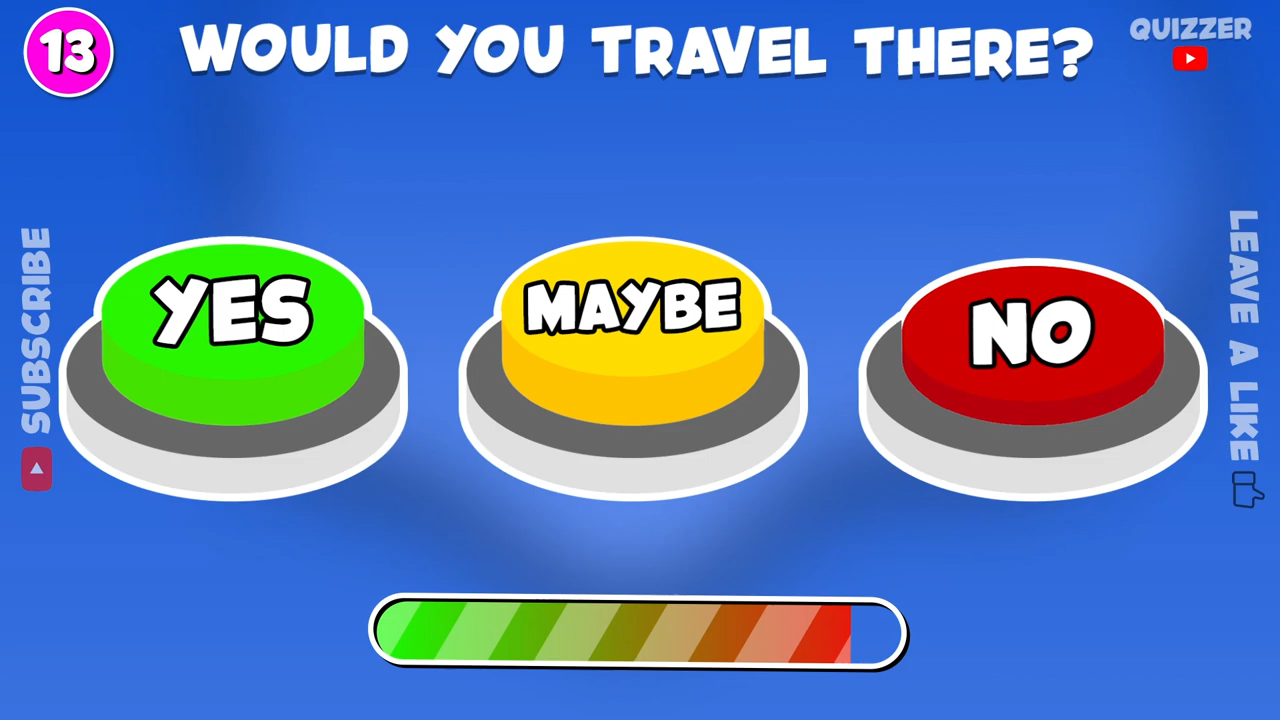 13
WOULD YOU TRAVEL THERE?
QUIZZER
SUBSCRIBE
YES
MAYBE
NO
LEAVE A LIKE